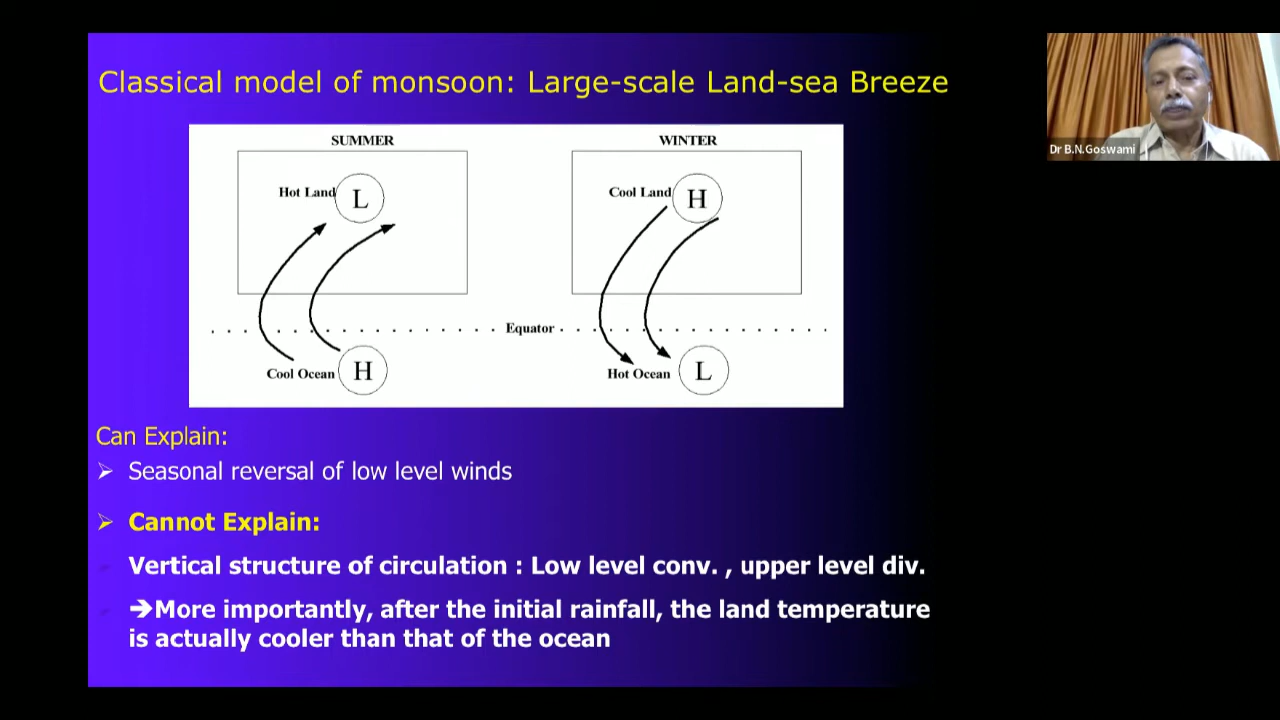 Classical model of monsoon: Large-scale Land-sea Breeze
Dr B.N.Goswami
SUMMER
WINTER
Hot Land
L
Cool Land
H
Equator
Cool Ocean
H
Hot Ocean
L
Can Explain:
➢ Seasonal reversal of low level winds
➢ Cannot Explain:
- Vertical structure of circulation : Low level conv. , upper level div.
- ➔More importantly, after the initial rainfall, the land temperature
is actually cooler than that of the ocean